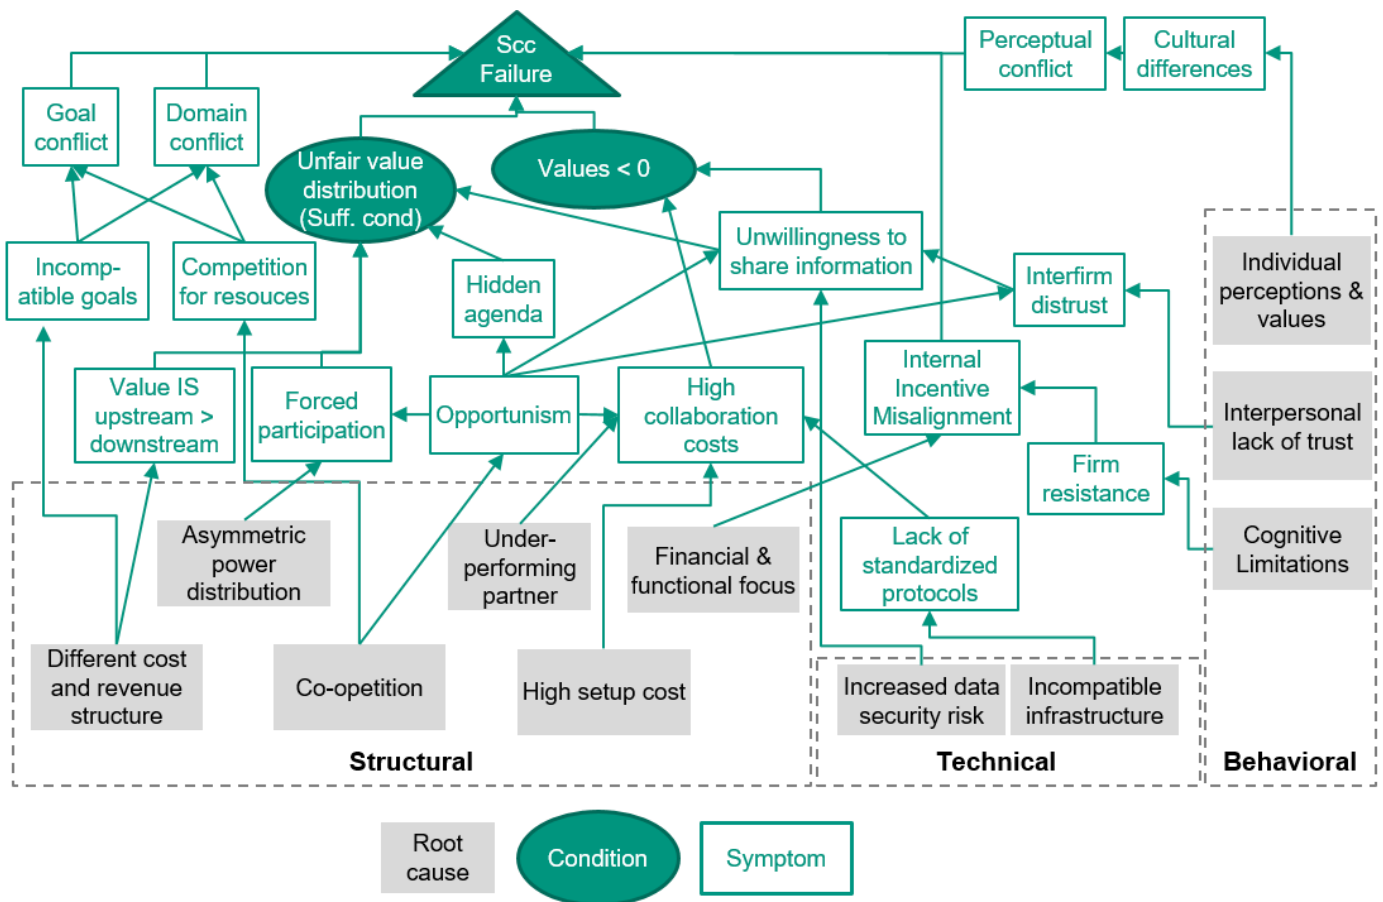 Scc
Failure
Perceptual
conflict
Cultural
differences
Goal
conflict
Domain
conflict
Unfair value
distribution
(Suff. cond)
Values < 0
Incomp-
atible goals
Competition
for resouces
Hidden
agenda
Unwillingness to
share information
Interfirm
distrust
Individual
perceptions &
values
Value IS
upstream >
downstream
Forced
participation
Opportunism
High
collaboration
costs
Internal
Incentive
Misalignment
Interpersonal
lack of trust
Firm
resistance
Asymmetric
power
distribution
Under-
performing
partner
Financial &
functional focus
Lack of
standardized
protocols
Cognitive
Limitations
Different cost
and revenue
structure
Co-opetition
High setup cost
Increased data
security risk
Incompatible
infrastructure
Structural
Technical
Behavioral
Root
cause
Condition
Symptom